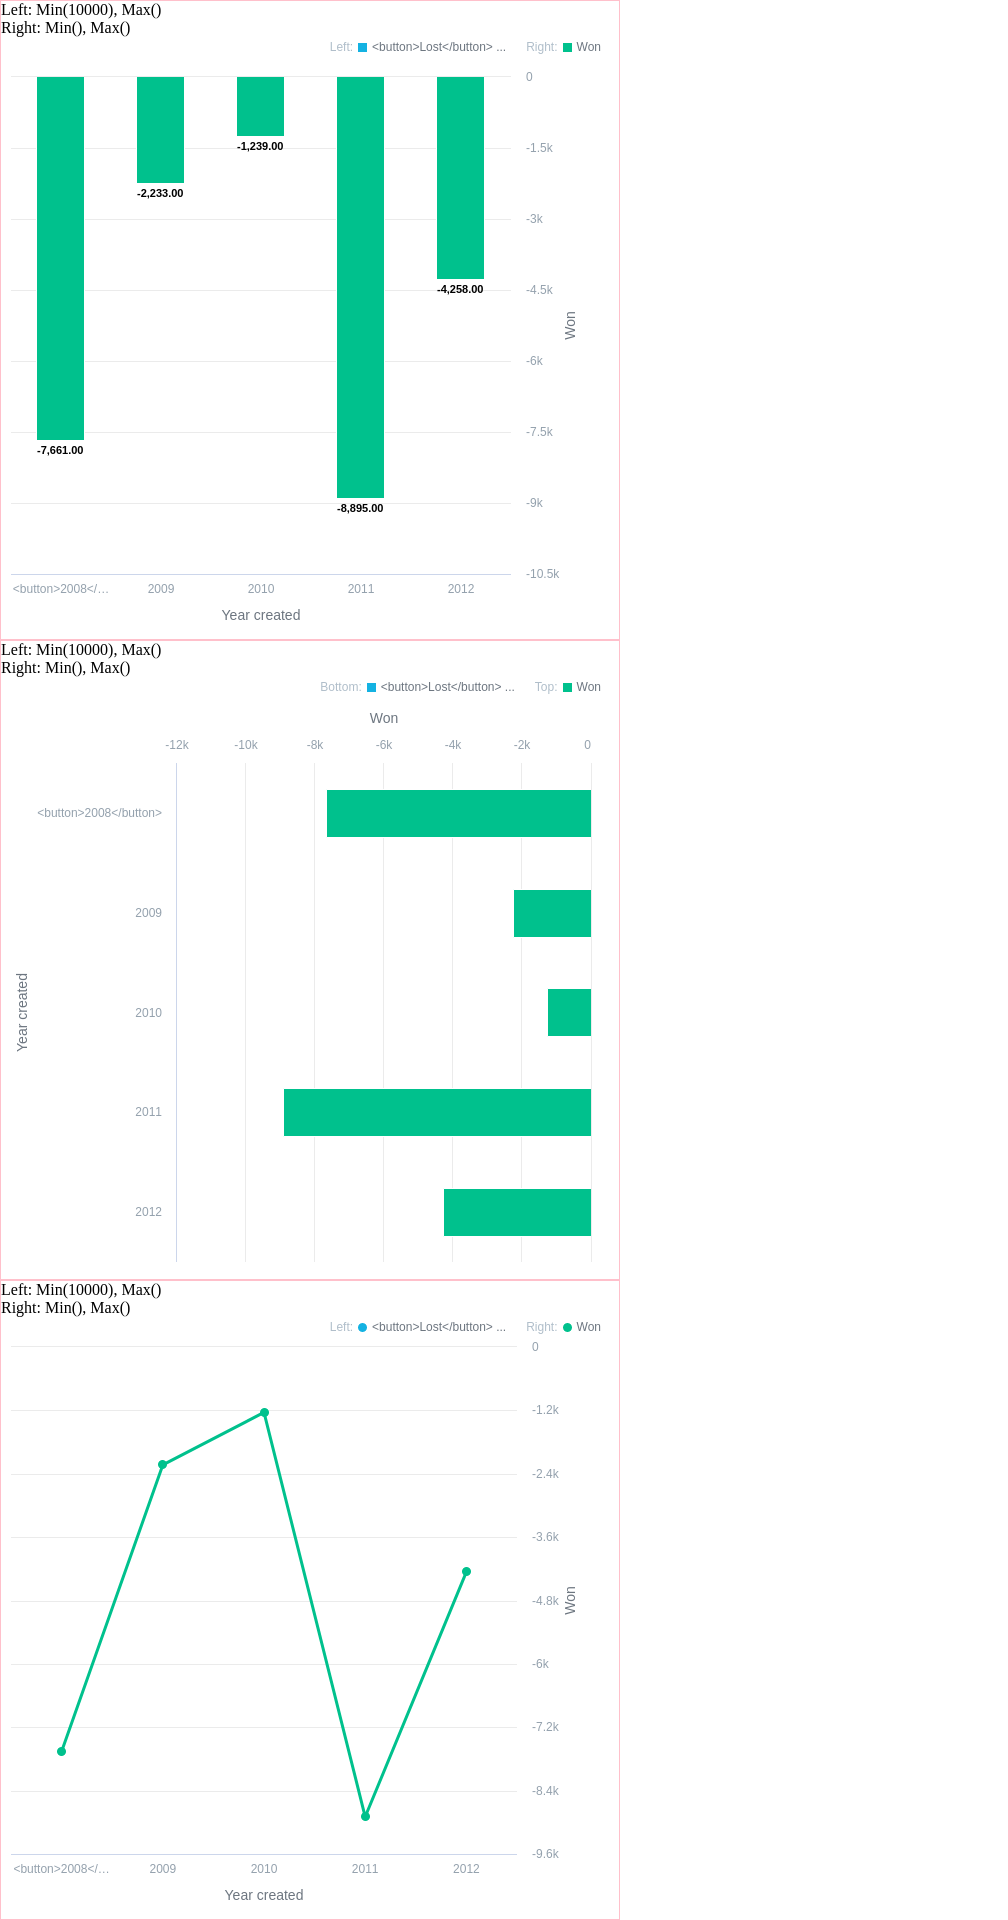 Left: Min(10000), Max()
Right: Min(), Max()
Left: <button>Lost</button> ... Right: Won
0
-1.5k
-3k
-4.5k
-6k
-7.5k
-9k
-10.5k
Won
-7,661.00
-2,233.00
-1,239.00
-8,895.00
-4,258.00
<button>2008</… 2009 2010 2011 2012
Year created
Left: Min(10000), Max()
Right: Min(), Max()
Bottom: <button>Lost</button> ... Top: Won
Won
-12k -10k -8k -6k -4k -2k 0
<button>2008</button>
2009
2010
2011
2012
Year created
Left: Min(10000), Max()
Right: Min(), Max()
Left: <button>Lost</button> ... Right: Won
0
-1.2k
-2.4k
-3.6k
-4.8k
-6k
-7.2k
-8.4k
-9.6k
Won
<button>2008</… 2009 2010 2011 2012
Year created